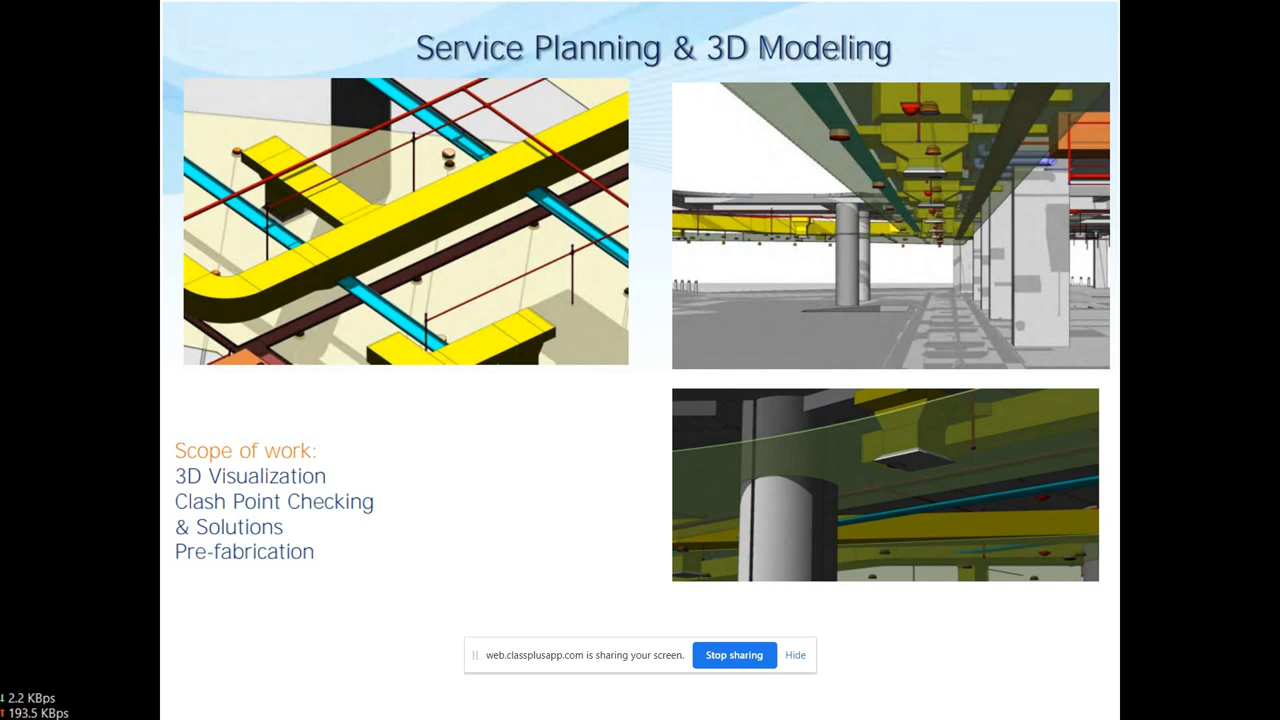 Service Planning & 3D Modeling
Scope of work:
3D Visualization
Clash Point Checking
& Solutions
Pre-fabrication
web.classplusapp.com is sharing your screen. Stop sharing Hide
↓ 2.2 KBps
↑ 193.5 KBps